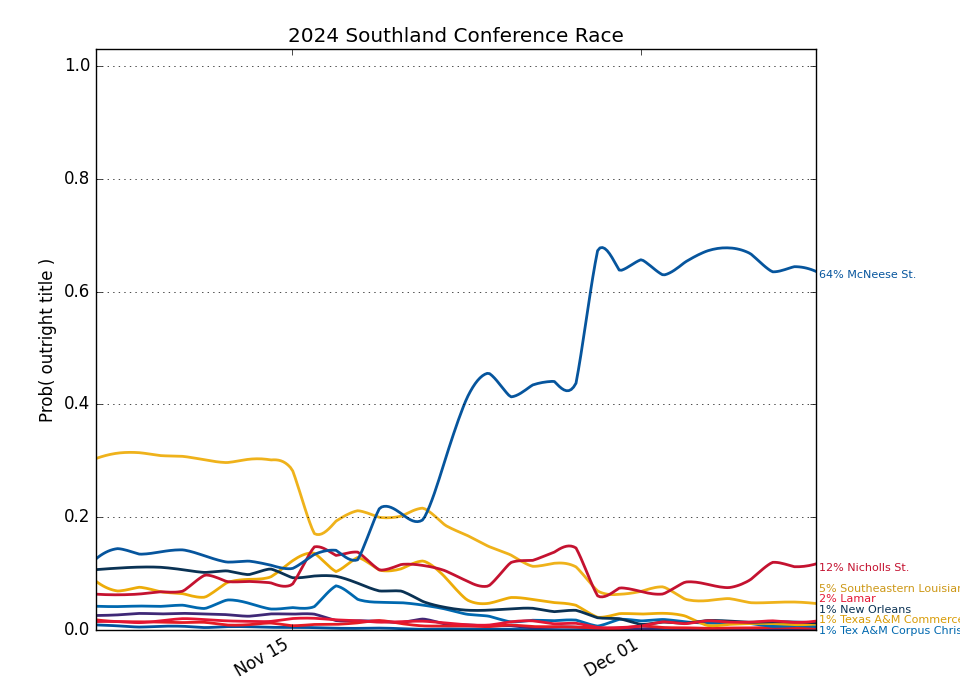 2024 Southland Conference Race
Prob( outright title )
1.0
0.8
0.6
0.4
0.2
0.0
Nov 15
Dec 01
64% McNeese St.
12% Nicholls St.
5% Southeastern Louisian
2% Lamar
1% New Orleans
1% Texas A&M Commerce
1% Tex A&M Corpus Chris